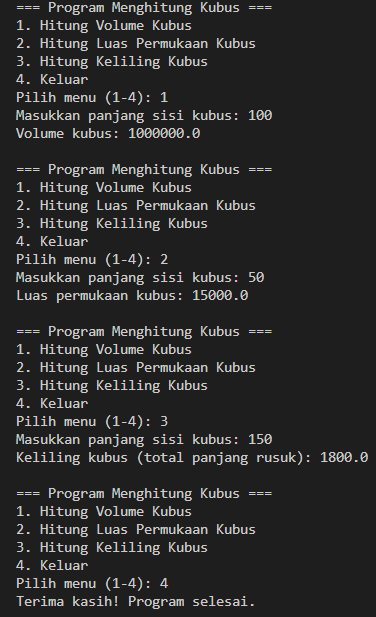 === Program Menghitung Kubus ===
1. Hitung Volume Kubus
2. Hitung Luas Permukaan Kubus
3. Hitung Keliling Kubus
4. Keluar
Pilih menu (1-4): 1
Masukkan panjang sisi kubus: 100
Volume kubus: 1000000.0

=== Program Menghitung Kubus ===
1. Hitung Volume Kubus
2. Hitung Luas Permukaan Kubus
3. Hitung Keliling Kubus
4. Keluar
Pilih menu (1-4): 2
Masukkan panjang sisi kubus: 50
Luas permukaan kubus: 15000.0

=== Program Menghitung Kubus ===
1. Hitung Volume Kubus
2. Hitung Luas Permukaan Kubus
3. Hitung Keliling Kubus
4. Keluar
Pilih menu (1-4): 3
Masukkan panjang sisi kubus: 150
Keliling kubus (total panjang rusuk): 1800.0

=== Program Menghitung Kubus ===
1. Hitung Volume Kubus
2. Hitung Luas Permukaan Kubus
3. Hitung Keliling Kubus
4. Keluar
Pilih menu (1-4): 4
Terima kasih! Program selesai.